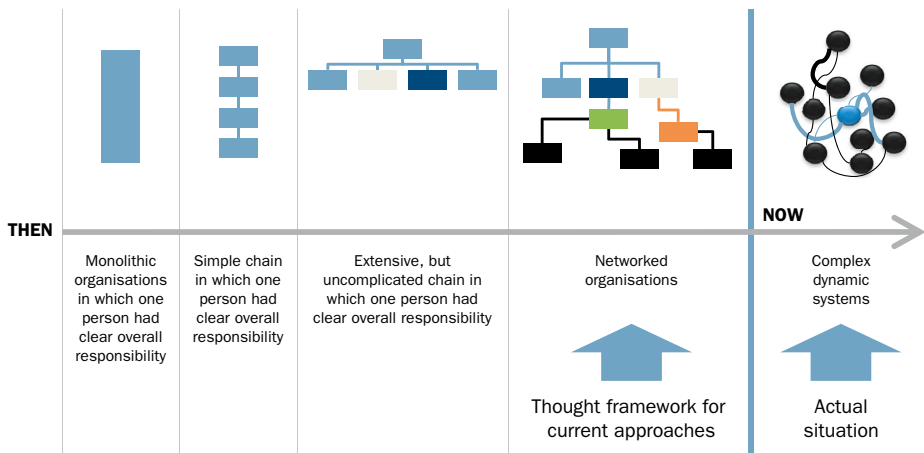 THEN
NOW
Monolithic
organisations
in which one
person had
clear overall
responsibility
Simple chain
in which one
person had
clear overall
responsibility
Extensive, but
uncomplicated chain in
which one person had
clear overall responsibility
Networked
organisations
Complex
dynamic
systems
Thought framework for
current approaches
Actual
situation